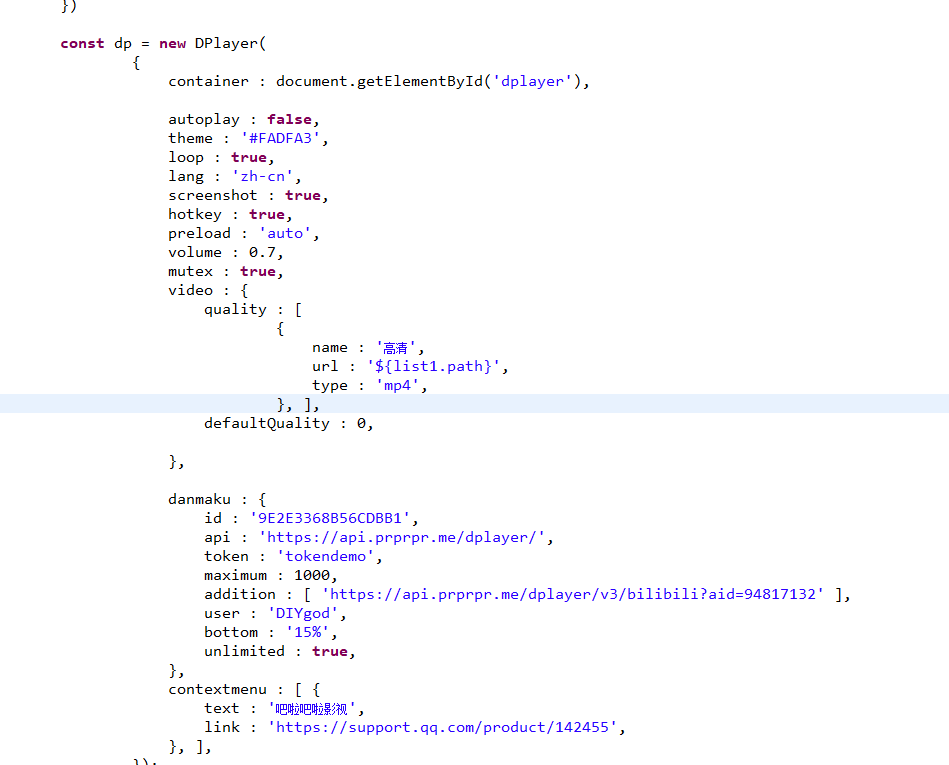 })
const dp = new DPlayer(
{
container : document.getElementById('dplayer'),
autoplay : false,
theme : '#FADFA3',
loop : true,
lang : 'zh-cn',
screenshot : true,
hotkey : true,
preload : 'auto',
volume : 0.7,
mutex : true,
video : {
quality : [
{
name : '高清',
url : '${list1.path}',
type : 'mp4',
}, ],
defaultQuality : 0,
},
danmaku : {
id : '9E2E3368B56CDBB1',
api : 'https://api.prprpr.me/dplayer/',
token : 'tokendemo',
maximum : 1000,
addition : [ 'https://api.prprpr.me/dplayer/v3/bilibili?aid=94817132' ],
user : 'DIYgod',
bottom : '15%',
unlimited : true,
},
contextmenu : [ {
text : '吧啦吧啦影视',
link : 'https://support.qq.com/product/142455',
}, ],
});